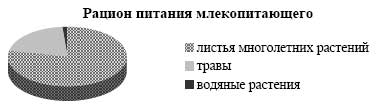 Рацион питания млекопитающего
листья многолетних растений
травы
водяные растения